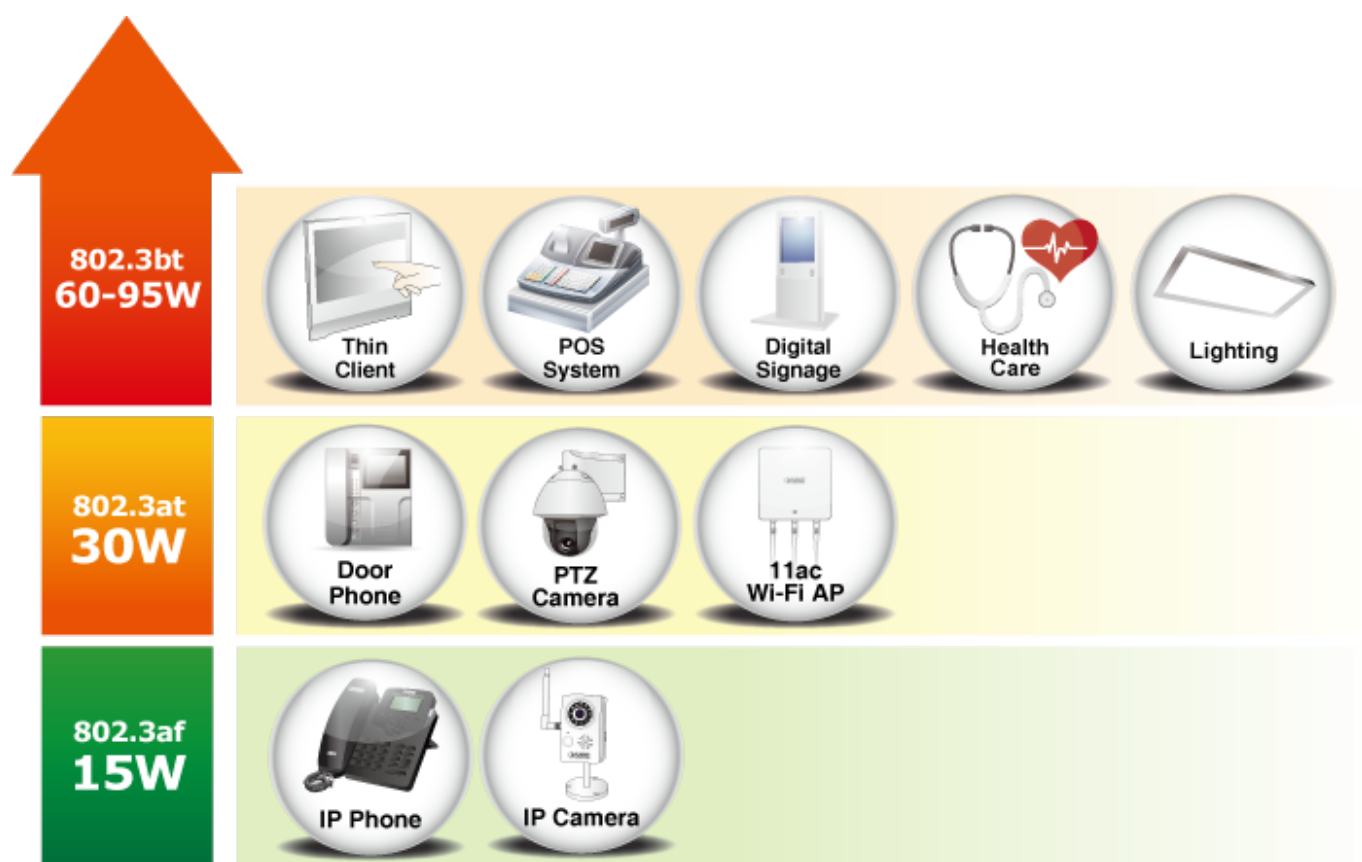 802.3bt
60-95W
Thin
Client
POS
System
Digital
Signage
Health
Care
Lighting
802.3at
30W
Door
Phone
PTZ
Camera
11ac
Wi-Fi AP
802.3af
15W
IP Phone
IP Camera